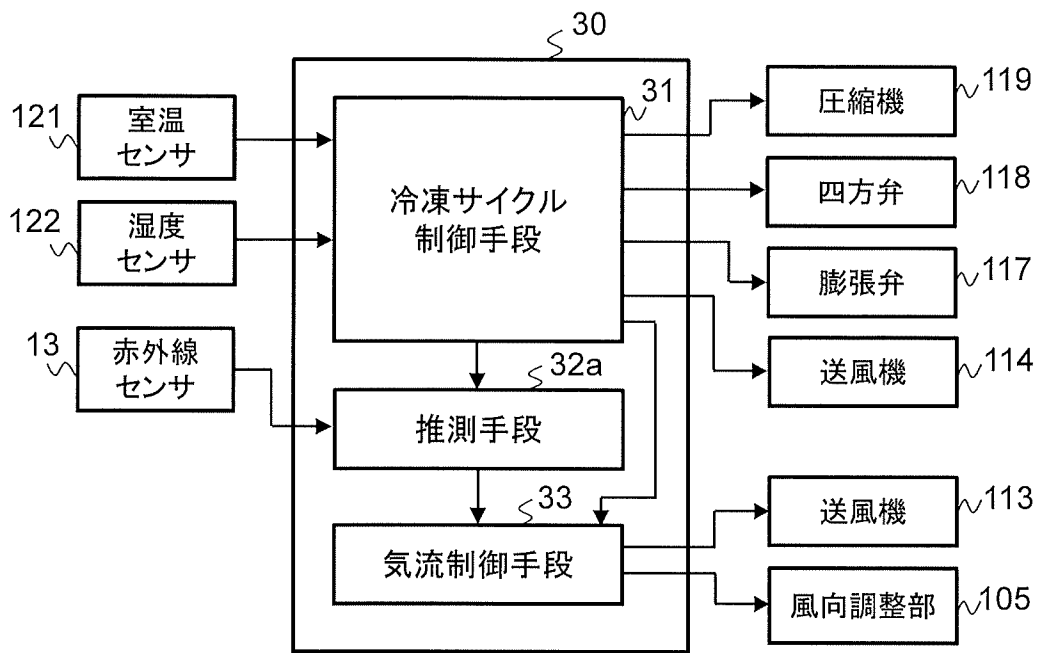 30
121
室温
センサ
122
湿度
センサ
13
赤外線
センサ
31
冷凍サイクル
制御手段
32a
推測手段
33
気流制御手段
圧縮機
119
四方弁
118
膨張弁
117
送風機
114
送風機
113
風向調整部
105